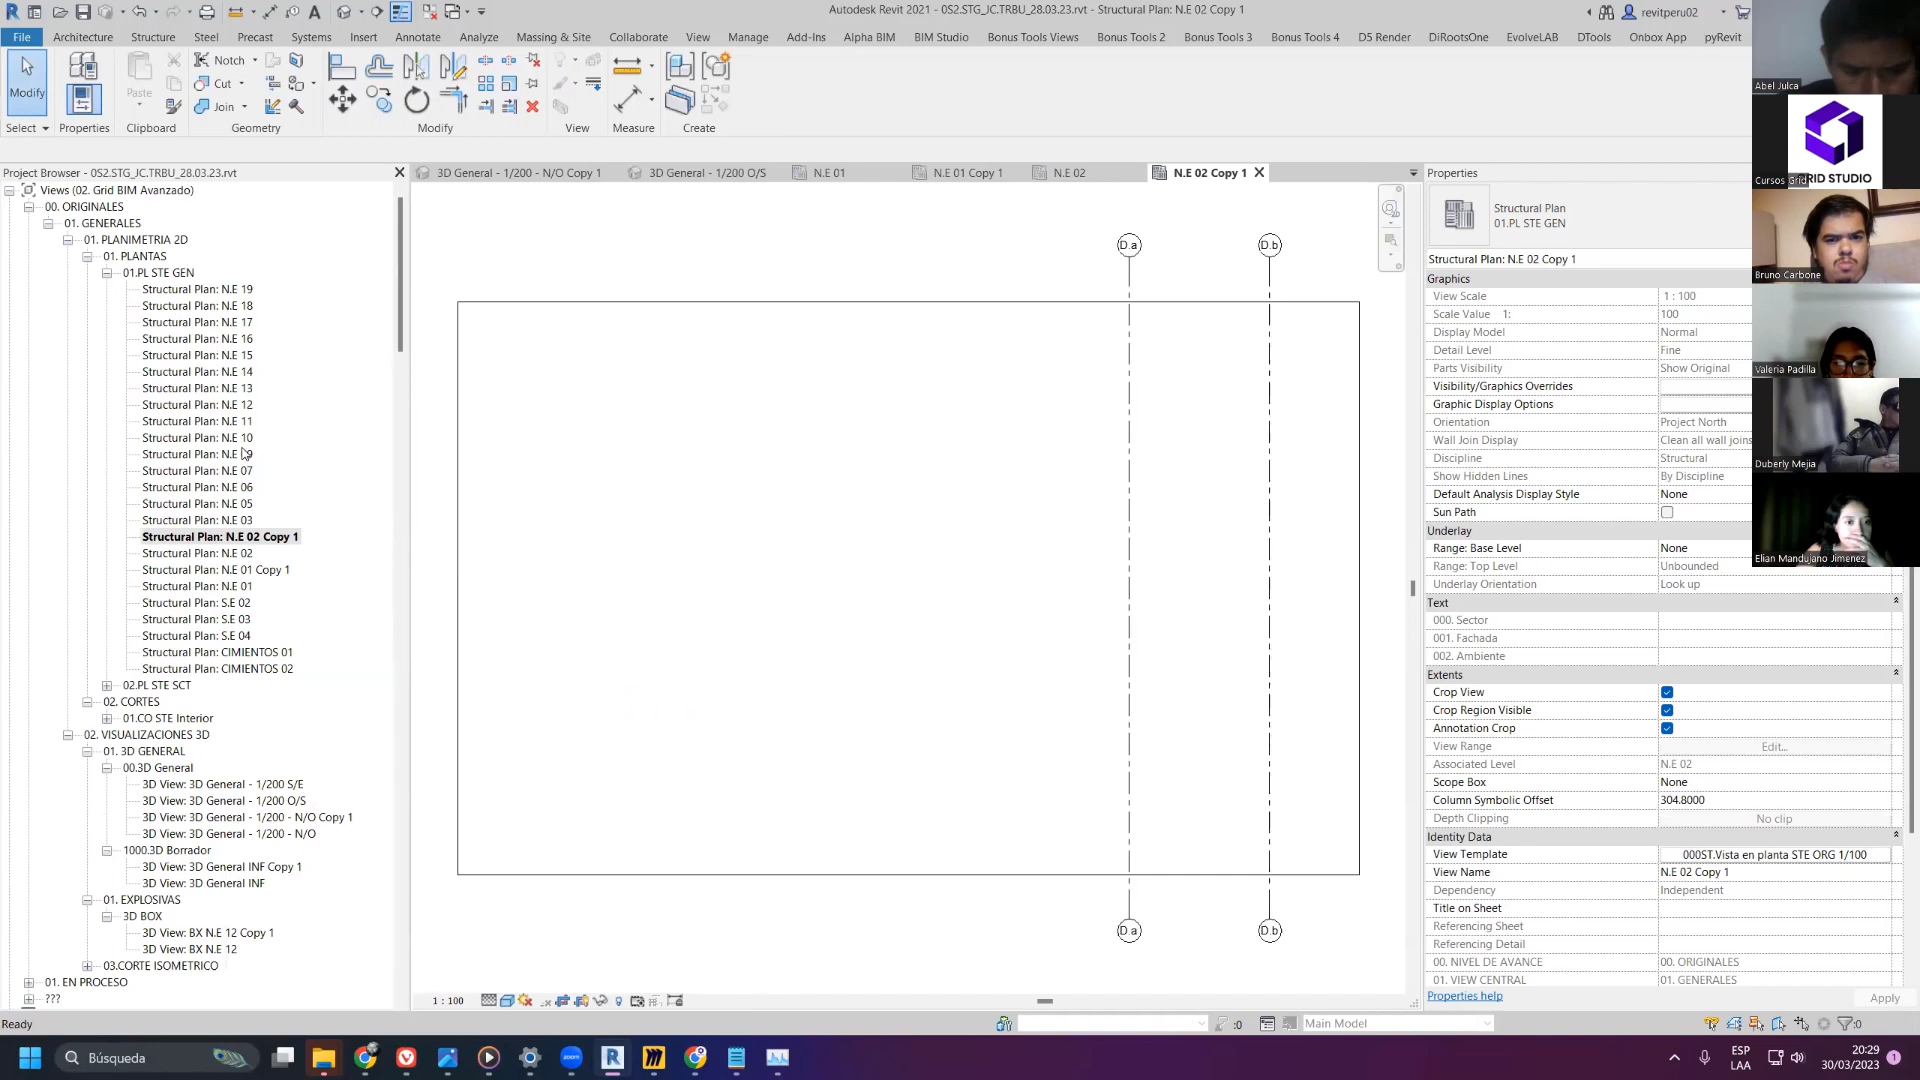 Autodesk Revit 2021 - 0S2.STG_JC.TRBU_28.03.23.rvt - Structural Plan: N.E 02 Copy 1
revitperu02
File
Architecture
Structure
Steel
Precast
Systems
Insert
Annotate
Analyze
Massing & Site
Collaborate
View
Manage
Add-Ins
Alpha BIM
BIM Studio
Bonus Tools Views
Bonus Tools 2
Bonus Tools 3
Bonus Tools 4
D5 Render
DiRootsOne
EvolveLAB
DTools
Onbox App
pyRevit
Modify
Paste
Notch
Cut
Join
Select
Properties
Clipboard
Geometry
Modify
View
Measure
Create
Project Browser - 0S2.STG_JC.TRBU_28.03.23.rvt
Views (02. Grid BIM Avanzado)
00. ORIGINALES
01. GENERALES
01. PLANIMETRIA 2D
01. PLANTAS
01.PL STE GEN
Structural Plan: N.E 19
Structural Plan: N.E 18
Structural Plan: N.E 17
Structural Plan: N.E 16
Structural Plan: N.E 15
Structural Plan: N.E 14
Structural Plan: N.E 13
Structural Plan: N.E 12
Structural Plan: N.E 11
Structural Plan: N.E 10
Structural Plan: N.E 9
Structural Plan: N.E 07
Structural Plan: N.E 06
Structural Plan: N.E 05
Structural Plan: N.E 03
Structural Plan: N.E 02 Copy 1
Structural Plan: N.E 02
Structural Plan: N.E 01 Copy 1
Structural Plan: N.E 01
Structural Plan: S.E 02
Structural Plan: S.E 03
Structural Plan: S.E 04
Structural Plan: CIMIENTOS 01
Structural Plan: CIMIENTOS 02
02.PL STE SCT
02. CORTES
01.CO STE Interior
02. VISUALIZACIONES 3D
01. 3D GENERAL
00.3D General
3D View: 3D General - 1/200 S/E
3D View: 3D General - 1/200 O/S
3D View: 3D General - 1/200 - N/O Copy 1
3D View: 3D General - 1/200 - N/O
1000.3D Borrador
3D View: 3D General INF Copy 1
3D View: 3D General INF
01. EXPLOSIVAS
3D BOX
3D View: BX N.E 12 Copy 1
3D View: BX N.E 12
03.CORTE ISOMETRICO
01. EN PROCESO
???
3D General - 1/200 - N/O Copy 1
3D General - 1/200 O/S
N.E 01
N.E 01 Copy 1
N.E 02
N.E 02 Copy 1
D.a
D.b
D.a
D.b
1 : 100
Properties
Structural Plan
01.PL STE GEN
Structural Plan: N.E 02 Copy 1
Graphics
View Scale 1 : 100
Scale Value 1: 100
Display Model Normal
Detail Level Fine
Parts Visibility Show Original
Visibility/Graphics Overrides
Graphic Display Options
Orientation Project North
Wall Join Display Clean all wall joins
Discipline Structural
Show Hidden Lines By Discipline
Default Analysis Display Style None
Sun Path
Underlay
Range: Base Level None
Range: Top Level Unbounded
Underlay Orientation Look up
Text
000. Sector
001. Fachada
002. Ambiente
Extents
Crop View
Crop Region Visible
Annotation Crop
View Range Edit...
Associated Level N.E 02
Scope Box None
Column Symbolic Offset 304.8000
Depth Clipping No clip
Identity Data
View Template 000ST.Vista en planta STE ORG 1/100
View Name N.E 02 Copy 1
Dependency Independent
Title on Sheet
Referencing Sheet
Referencing Detail
00. NIVEL DE AVANCE 00. ORIGINALES
01. VIEW CENTRAL 01. GENERALES
Properties help
Apply
Abel Julca
GRID STUDIO
Cursos Grid
Bruno Carbone
Valeria Padilla
Duberly Mejia
Elian Mandujano Jimenez
Ready
:0
Main Model
:0
Búsqueda
ESP
LAA
20:29
30/03/2023
1